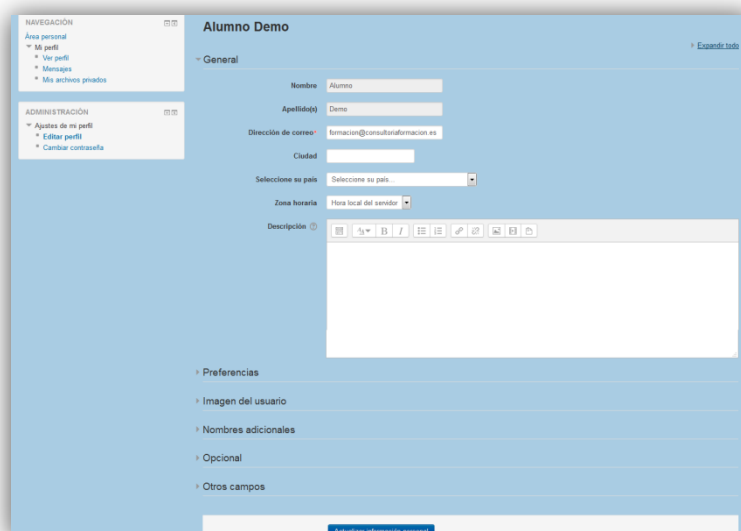 NAVEGACIÓN
Área personal
Mi perfil
Ver perfil
Mensajes
Mis archivos privados
ADMINISTRACIÓN
Ajustes de mi perfil
Editar perfil
Cambiar contraseña
Alumno Demo
Expandir todo
General
Nombre Alumno
Apellido(s) Demo
Dirección de correo* formacion@consultoriaformacion.es
Ciudad
Seleccione su país Seleccione su país...
Zona horaria Hora local del servidor
Descripción
Preferencias
Imagen del usuario
Nombres adicionales
Opcional
Otros campos
Actualizar información personal